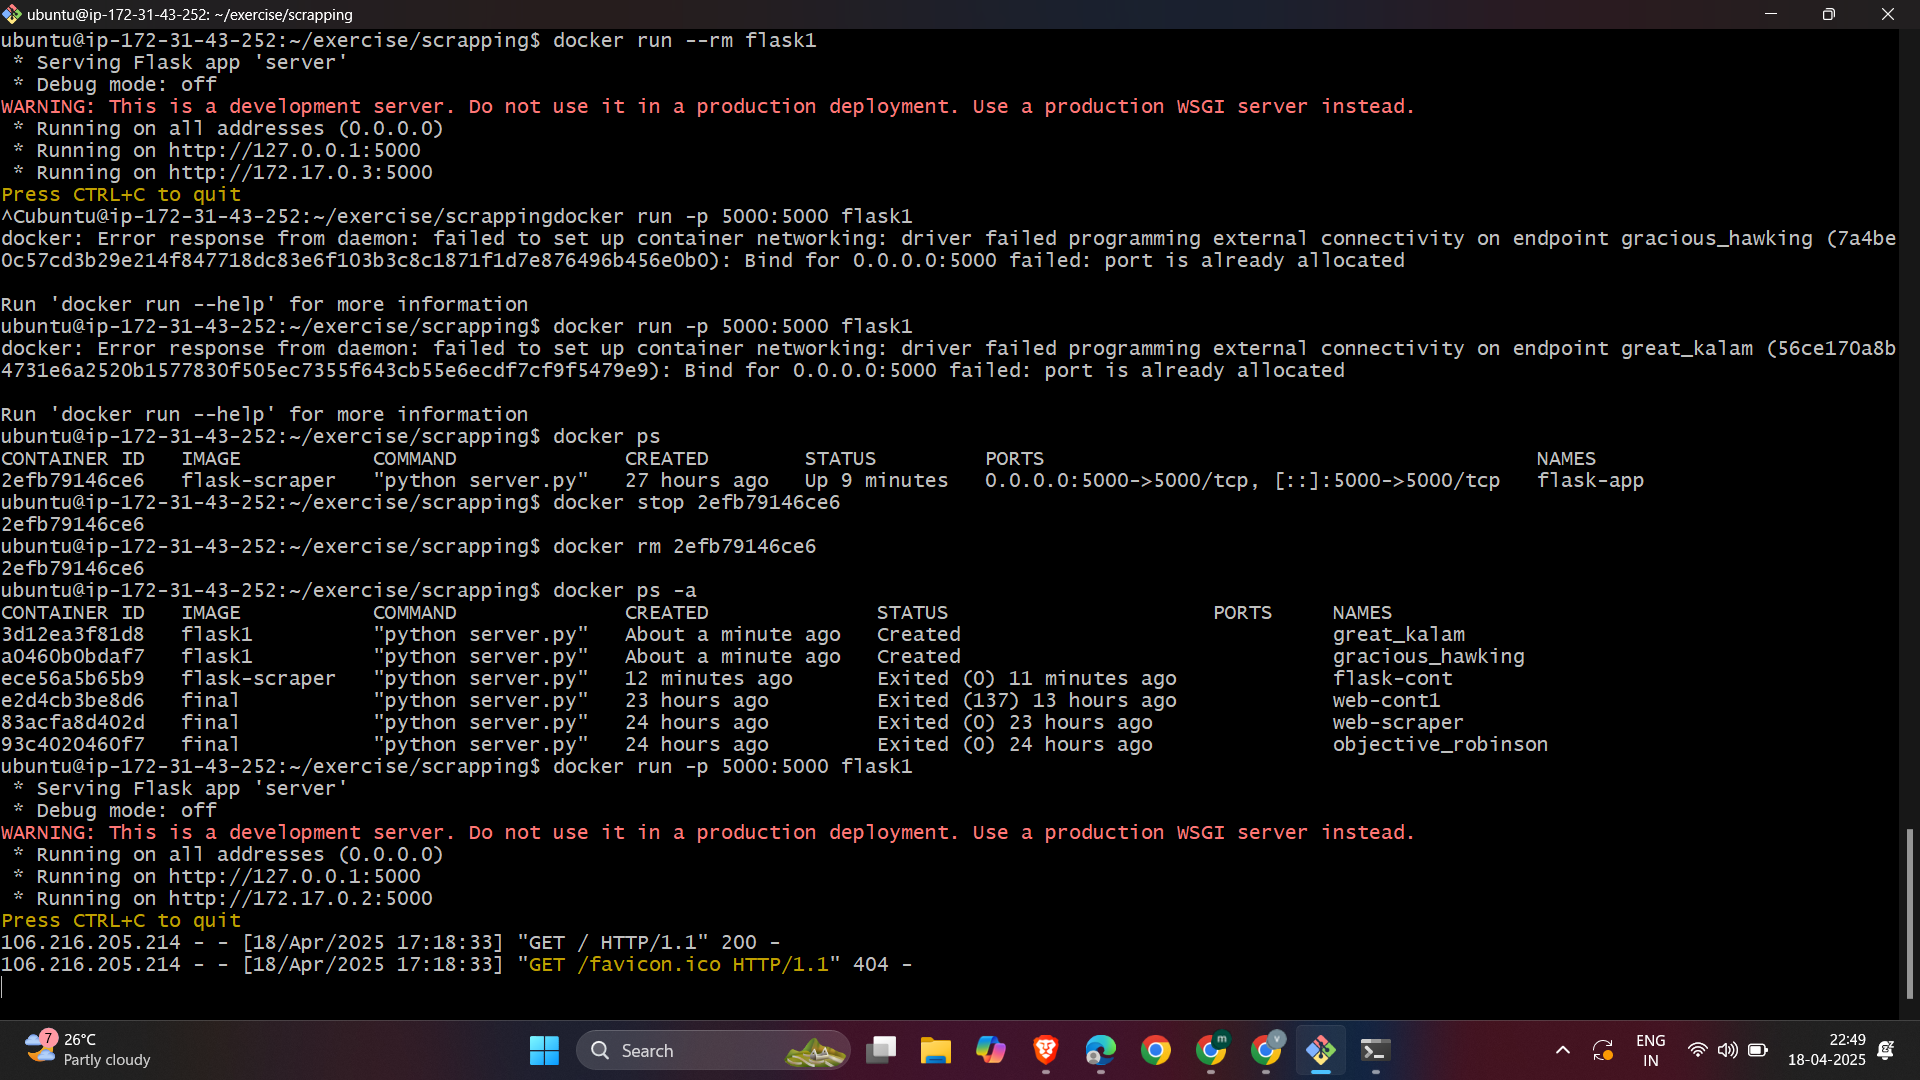 ubuntu@ip-172-31-43-252: ~/exercise/scrapping
ubuntu@ip-172-31-43-252:~/exercise/scrapping$ docker run --rm flask1
 * Serving Flask app 'server'
 * Debug mode: off
WARNING: This is a development server. Do not use it in a production deployment. Use a production WSGI server instead.
 * Running on all addresses (0.0.0.0)
 * Running on http://127.0.0.1:5000
 * Running on http://172.17.0.3:5000
Press CTRL+C to quit
^Cubuntu@ip-172-31-43-252:~/exercise/scrappingdocker run -p 5000:5000 flask1
docker: Error response from daemon: failed to set up container networking: driver failed programming external connectivity on endpoint gracious_hawking (7a4be
0c57cd3b29e214f847718dc83e6f103b3c8c1871f1d7e876496b456e0b0): Bind for 0.0.0.0:5000 failed: port is already allocated
Run 'docker run --help' for more information
ubuntu@ip-172-31-43-252:~/exercise/scrapping$ docker run -p 5000:5000 flask1
docker: Error response from daemon: failed to set up container networking: driver failed programming external connectivity on endpoint great_kalam (56ce170a8b
4731e6a2520b1577830f505ec7355f643cb55e6ecdf7cf9f5479e9): Bind for 0.0.0.0:5000 failed: port is already allocated
Run 'docker run --help' for more information
ubuntu@ip-172-31-43-252:~/exercise/scrapping$ docker ps
CONTAINER ID   IMAGE           COMMAND              CREATED        STATUS         PORTS                                         NAMES
2efb79146ce6   flask-scraper   "python server.py"   27 hours ago   Up 9 minutes   0.0.0.0:5000->5000/tcp, [::]:5000->5000/tcp   flask-app
ubuntu@ip-172-31-43-252:~/exercise/scrapping$ docker stop 2efb79146ce6
2efb79146ce6
ubuntu@ip-172-31-43-252:~/exercise/scrapping$ docker rm 2efb79146ce6
2efb79146ce6
ubuntu@ip-172-31-43-252:~/exercise/scrapping$ docker ps -a
CONTAINER ID   IMAGE           COMMAND              CREATED              STATUS                      PORTS     NAMES
3d12ea3f81d8   flask1          "python server.py"   About a minute ago   Created                               great_kalam
a0460b0bdaf7   flask1          "python server.py"   About a minute ago   Created                               gracious_hawking
ece56a5b65b9   flask-scraper   "python server.py"   12 minutes ago       Exited (0) 11 minutes ago             flask-cont
e2d4cb3be8d6   final           "python server.py"   23 hours ago         Exited (137) 13 hours ago             web-cont1
83acfa8d402d   final           "python server.py"   24 hours ago         Exited (0) 23 hours ago               web-scraper
93c4020460f7   final           "python server.py"   24 hours ago         Exited (0) 24 hours ago               objective_robinson
ubuntu@ip-172-31-43-252:~/exercise/scrapping$ docker run -p 5000:5000 flask1
 * Serving Flask app 'server'
 * Debug mode: off
WARNING: This is a development server. Do not use it in a production deployment. Use a production WSGI server instead.
 * Running on all addresses (0.0.0.0)
 * Running on http://127.0.0.1:5000
 * Running on http://172.17.0.2:5000
Press CTRL+C to quit
106.216.205.214 - - [18/Apr/2025 17:18:33] "GET / HTTP/1.1" 200 -
106.216.205.214 - - [18/Apr/2025 17:18:33] "GET /favicon.ico HTTP/1.1" 404 -
7
26°C
Partly cloudy
Search
m
v
ENG
IN
22:49
18-04-2025